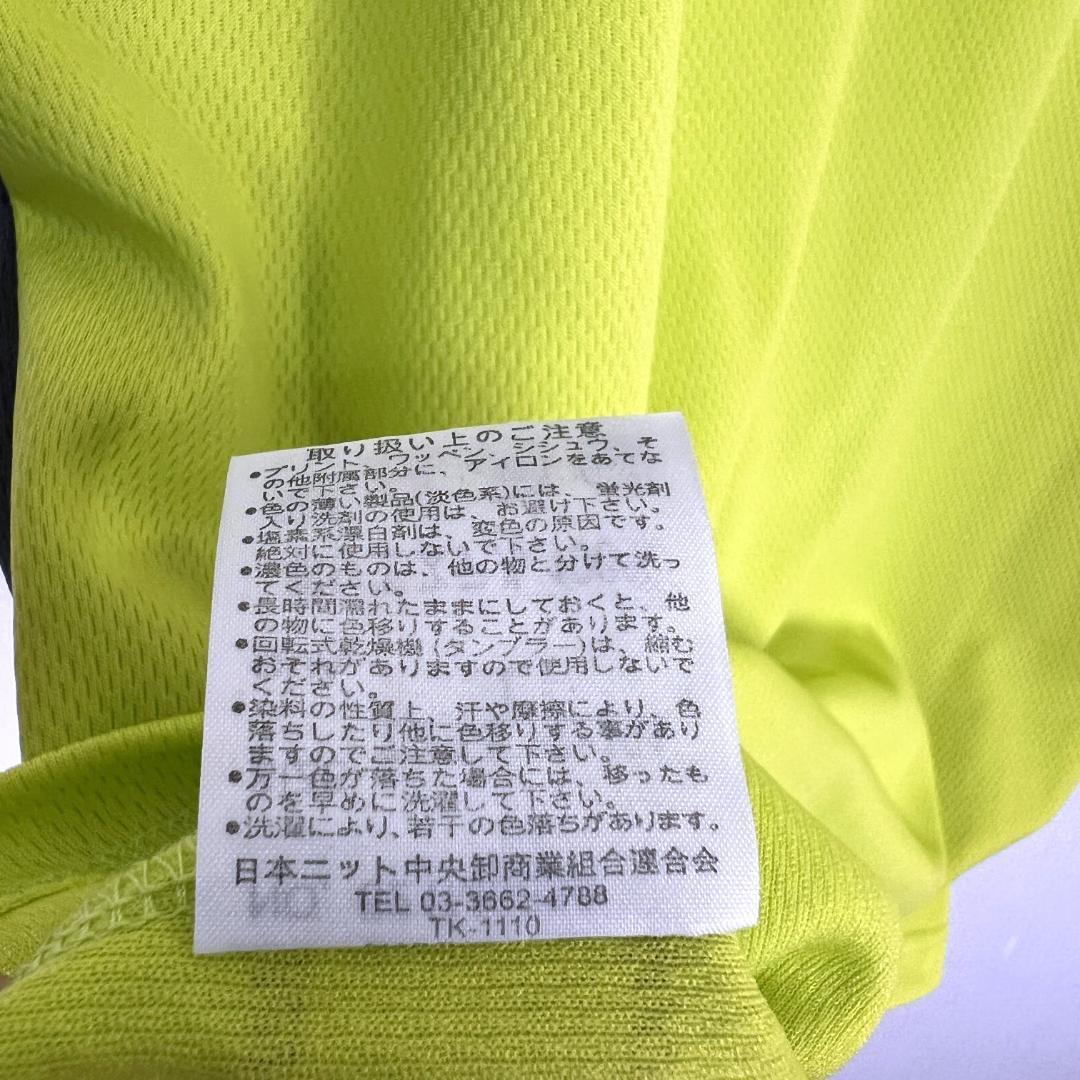 取り扱い上のご注意
●プリント、ワッペン、シシュウ、そ
の他附属部分に、アイロンをあてな
いで下さい。
●色の薄い製品(淡色系)には、蛍光剤
入り洗剤の使用は、お避け下さい。
●塩素系漂白剤は、変色の原因です。
絶対に使用しないで下さい。
●濃色のものは、他の物と分けて洗っ
てください。
●長時間濡れたままにしておくと、他
の物に色移りすることがあります。
●回転式乾燥機(タンブラー)は、縮む
おそれがありますので使用しないで
ください。
●染料の性質上、汗や摩擦により、色
落ちしたり他に色移りする事があり
ますのでご注意して下さい。
●万一色が落ちた場合には、移ったも
のを早めに洗濯して下さい。
●洗濯により、若干の色落ちがあります。
日本ニット中央卸商業組合連合会
TEL 03-3662-4788
TK-1110